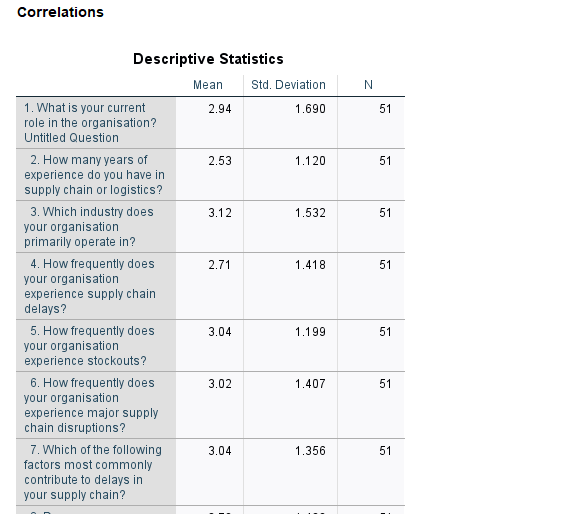 Correlations
Descriptive Statistics
Mean Std. Deviation N
1. What is your current 2.94 1.690 51
role in the organisation?
Untitled Question
2. How many years of 2.53 1.120 51
experience do you have in
supply chain or logistics?
3. Which industry does 3.12 1.532 51
your organisation
primarily operate in?
4. How frequently does 2.71 1.418 51
your organisation
experience supply chain
delays?
5. How frequently does 3.04 1.199 51
your organisation
experience stockouts?
6. How frequently does 3.02 1.407 51
your organisation
experience major supply
chain disruptions?
7. Which of the following 3.04 1.356 51
factors most commonly
contribute to delays in
your supply chain?